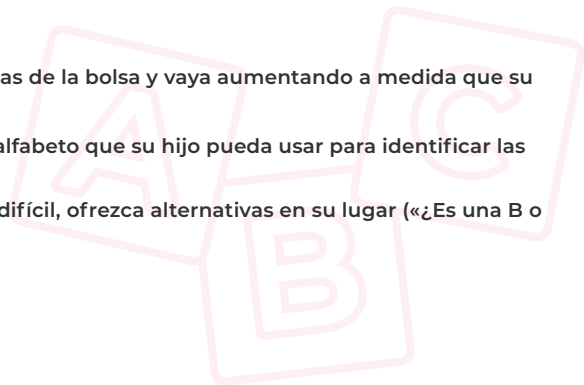 as de la bolsa y vaya aumentando a medida que su
alfabeto que su hijo pueda usar para identificar las
difícil, ofrezca alternativas en su lugar («¿Es una B o
A
C
B